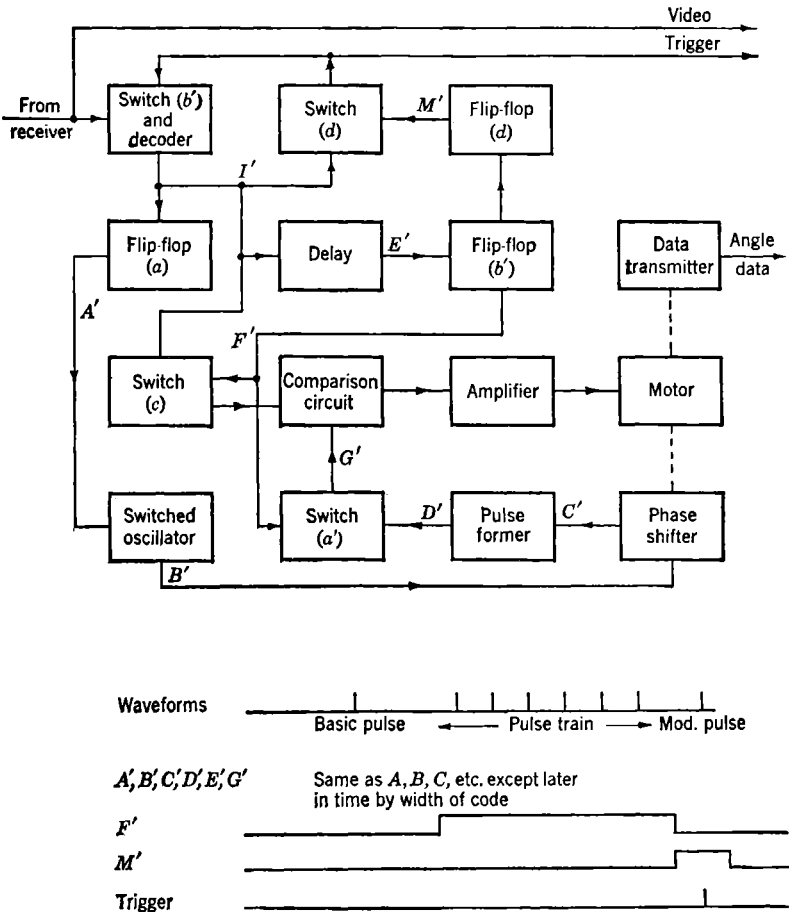 Video
Trigger
From
receiver
Switch (b′)
and
decoder
Switch
(d)
M′
Flip-flop
(d)
I′
Flip-flop
(a)
Delay
E′
Flip-flop
(b′)
Data
transmitter
Angle
data
A′
F′
Switch
(c)
Comparison
circuit
Amplifier
Motor
G′
Switched
oscillator
Switch
(a′)
D′
Pulse
former
C′
Phase
shifter
B′
Waveforms
Basic pulse
Pulse train
Mod. pulse
A′, B′, C′, D′, E′, G′
Same as A, B, C, etc. except later
in time by width of code
F′
M′
Trigger